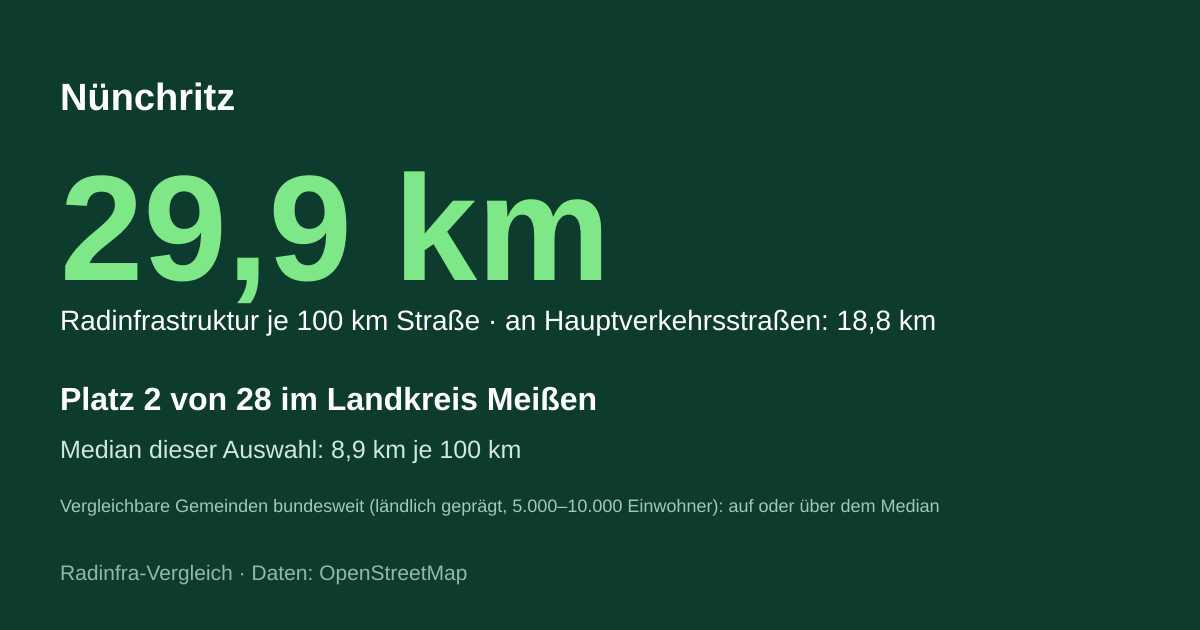 Nünchritz
29,9 km
Radinfrastruktur je 100 km Straße · an Hauptverkehrsstraßen: 18,8 km
Platz 2 von 28 im Landkreis Meißen
Median dieser Auswahl: 8,9 km je 100 km
Vergleichbare Gemeinden bundesweit (ländlich geprägt, 5.000–10.000 Einwohner): auf oder über dem Median
Radinfra-Vergleich · Daten: OpenStreetMap